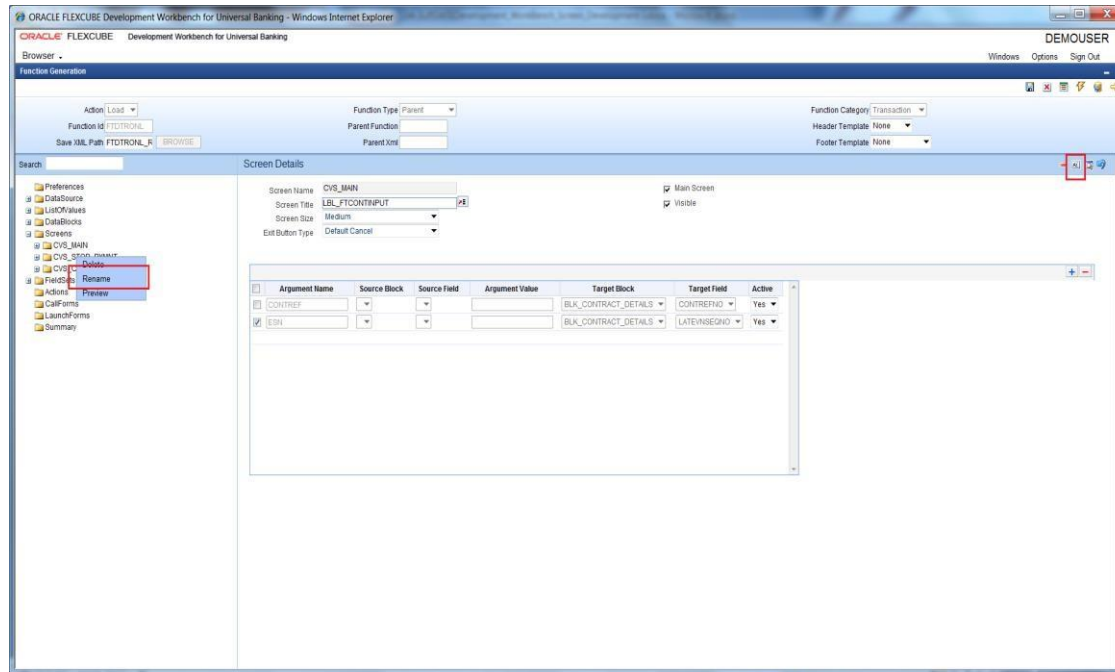 ORACLE FLEXCUBE Development Workbench for Universal Banking - Windows Internet Explorer
ORACLE' FLEXCUBE Development Workbench for Universal Banking
DEMOUSER
Browser
Windows Options Sign Out
Function Generation
Action Load Function Type Parent Function Category Transaction
Function Id FTDTRONL Parent Function Header Template None
Save XML Path FTDTRONL_R BROWSE Parent Xml Footer Template None
Search Screen Details
Preferences
DataSource
ListOfValues
DataBlocks
Screens
CVS_MAIN
CVS_STOP_PYMNT
CVS_C
FieldSets
Actions
CallForms
LaunchForms
Summary
Delete
Rename
Preview
Screen Name CVS_MAIN Main Screen
Screen Title LBL_FTCONTINPUT Visible
Screen Size Medium
Exit Button Type Default Cancel
Argument Name Source Block Source Field Argument Value Target Block Target Field Active
CONTREF BLK_CONTRACT_DETAILS CONTREFNO Yes
ESN BLK_CONTRACT_DETAILS LATEVNSEQNO Yes